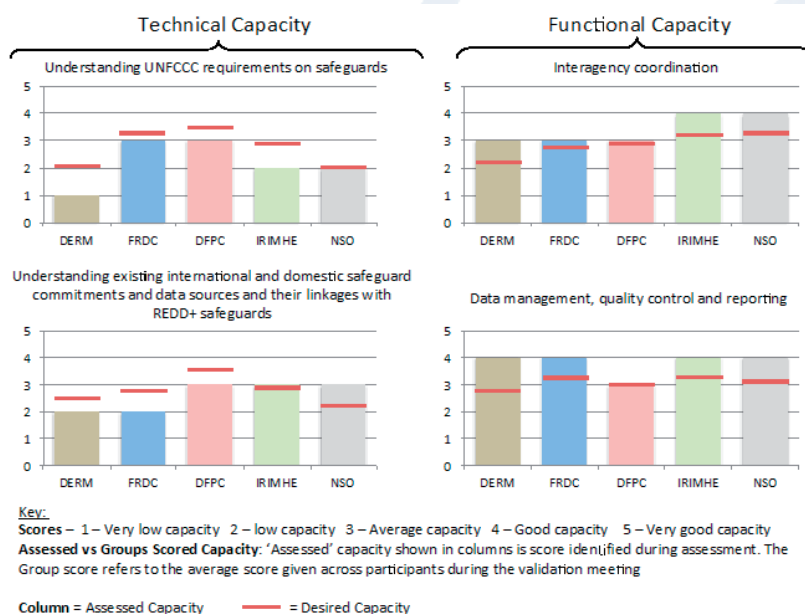 Technical Capacity
Functional Capacity
Understanding UNFCCC requirements on safeguards
5
4
3
2
1
0
DERM FRDC DFPC IRIMHE NSO
Interagency coordination
5
4
3
2
1
0
DERM FRDC DFPC IRIMHE NSO
Understanding existing international and domestic safeguard
commitments and data sources and their linkages with
REDD+ safeguards
5
4
3
2
1
0
DERM FRDC DFPC IRIMHE NSO
Data management, quality control and reporting
5
4
3
2
1
0
DERM FRDC DFPC IRIMHE NSO
Key:
Scores – 1 – Very low capacity 2 – low capacity 3 – Average capacity 4 – Good capacity 5 – Very good capacity
Assessed vs Groups Scored Capacity: ‘Assessed’ capacity shown in columns is score identified during assessment. The
Group score refers to the average score given across participants during the validation meeting
Column = Assessed Capacity = Desired Capacity